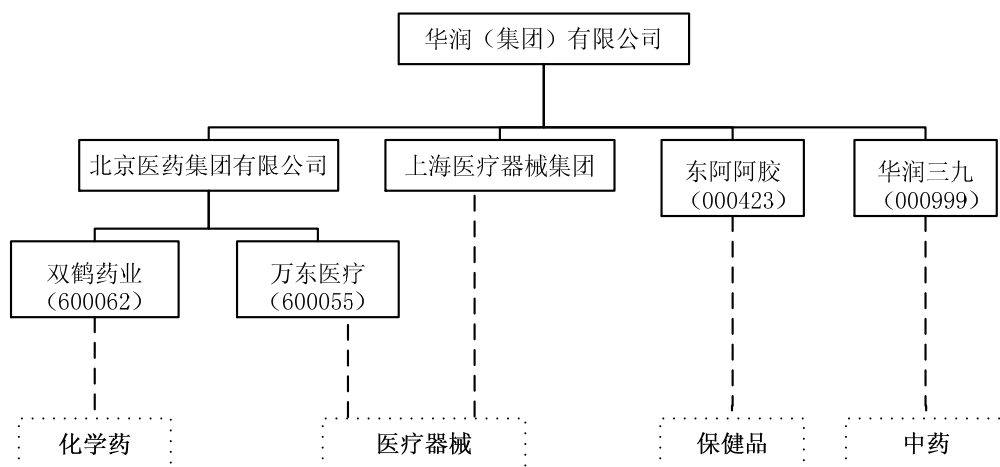 华润（集团）有限公司
北京医药集团有限公司
上海医疗器械集团
东阿阿胶
（000423）
华润三九
（000999）
双鹤药业
（600062）
万东医疗
（600055）
化学药
医疗器械
保健品
中药